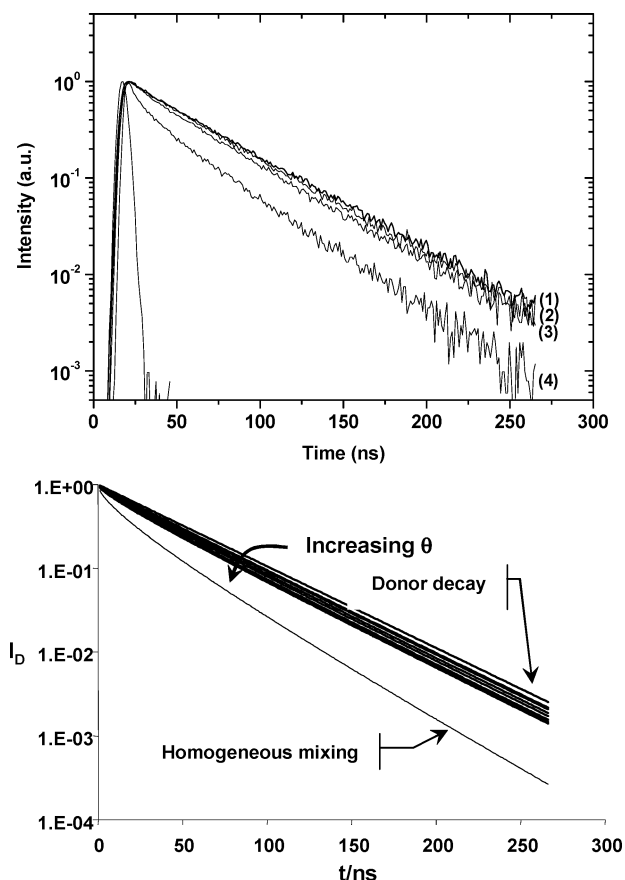 10⁰
10⁻¹
10⁻²
10⁻³
Intensity (a.u.)
(1)
(2)
(3)
(4)
0 50 100 150 200 250 300
Time (ns)
1.E+00
1.E-01
1.E-02
1.E-03
1.E-04
I_D
Increasing θ
Donor decay
Homogeneous mixing
0 50 100 150 200 250 300
t/ns